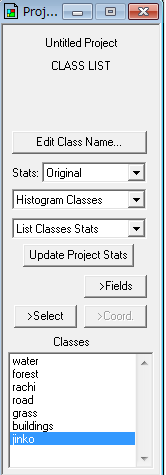 Proj...
Untitled Project
CLASS LIST
Edit Class Name...
Stats: Original
Histogram Classes
List Classes Stats
Update Project Stats
>Fields
>Select >Coord.
Classes
water
forest
rachi
road
grass
buildings
jinko